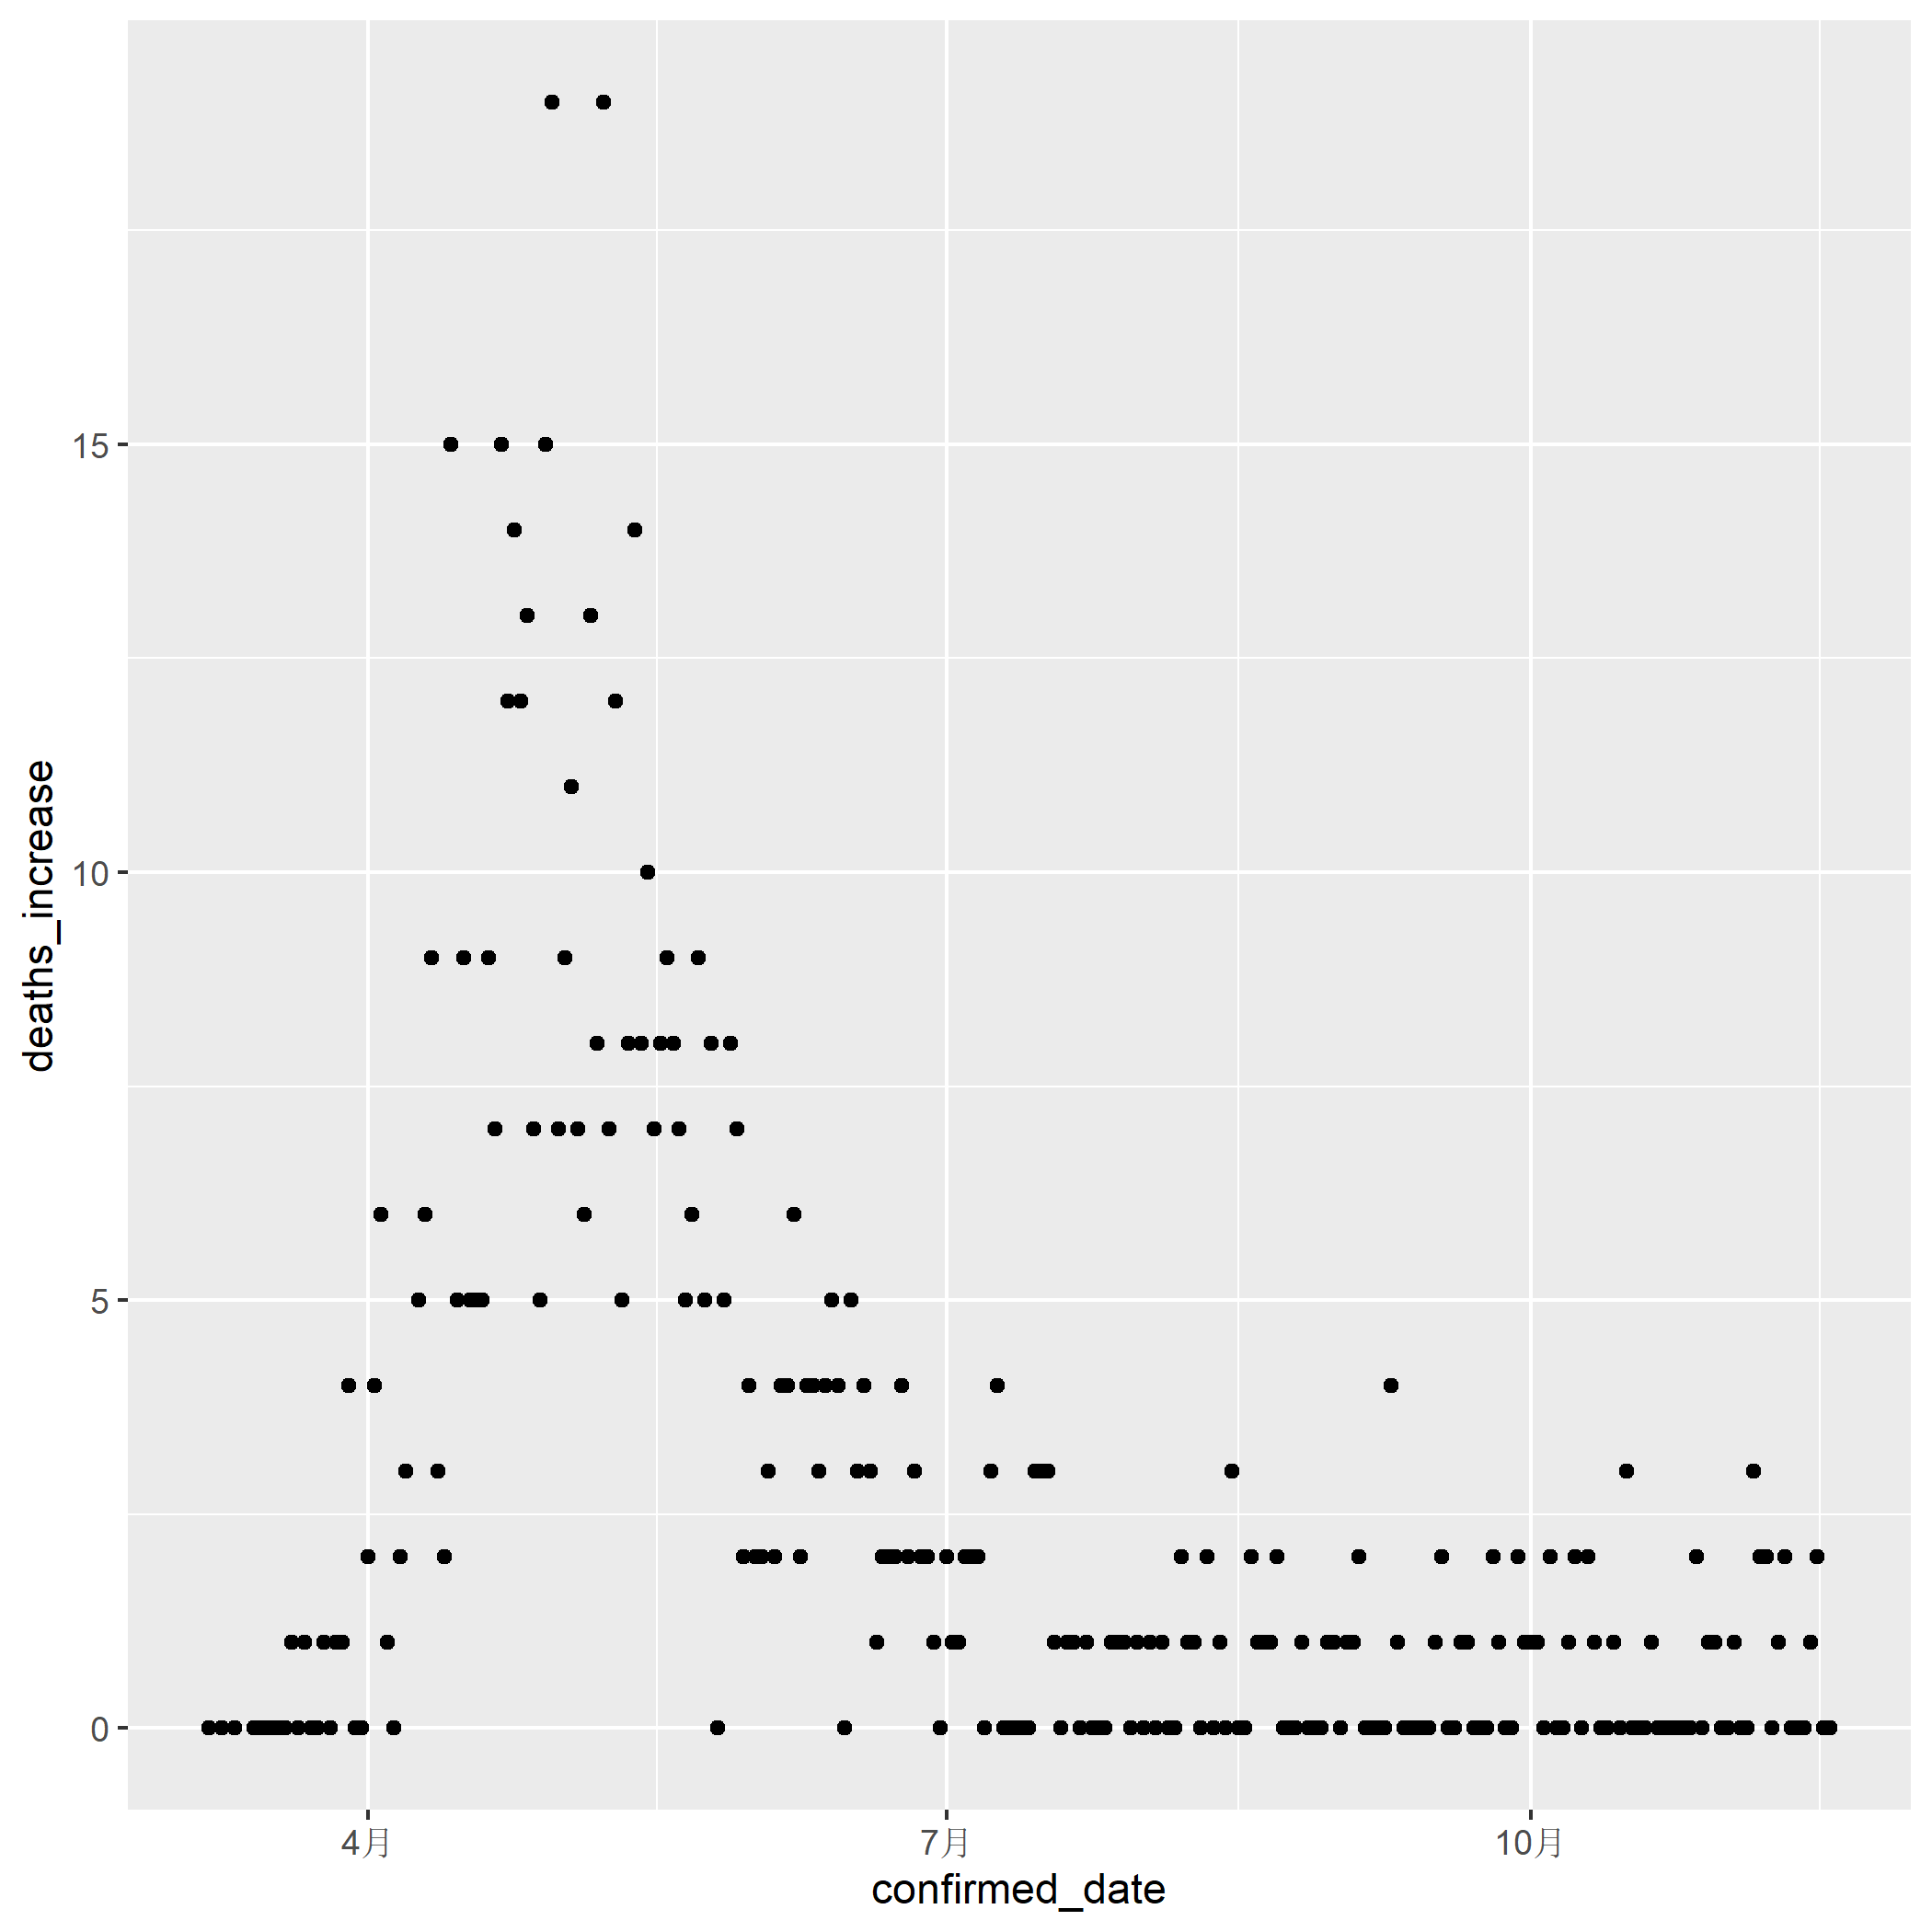 deaths_increase
15
10
5
0
4月
7月
10月
confirmed_date